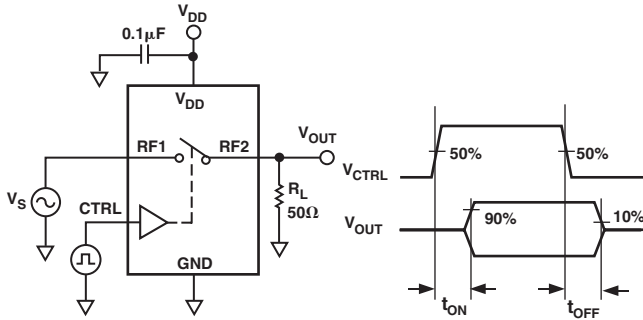 VDD
0.1µF
VDD
RF1
RF2
VOUT
VS
CTRL
RL
50Ω
GND
VCTRL
50%
50%
VOUT
90%
10%
tON
tOFF